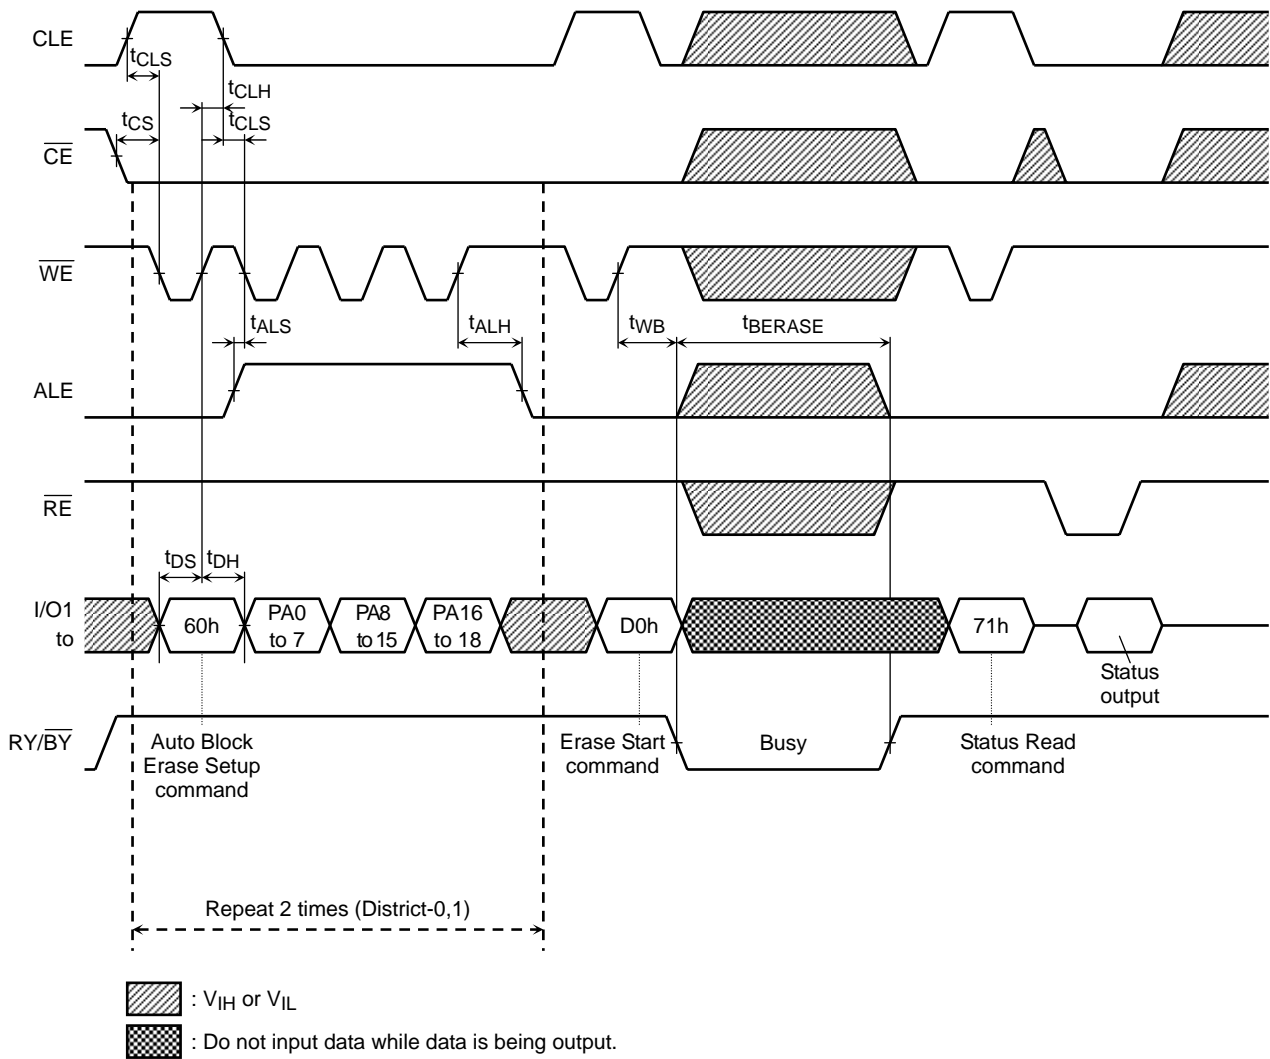 CLE
tCLS
tCLH
tCS
tCLS
CE
WE
tALS
tALH
tWB
tBERASE
ALE
RE
tDS
tDH
I/O1
to
60h
PA0
to 7
PA8
to 15
PA16
to 18
D0h
71h
Status
output
RY/BY
Auto Block
Erase Setup
command
Erase Start
command
Busy
Status Read
command
Repeat 2 times (District-0,1)
: VIH or VIL
: Do not input data while data is being output.